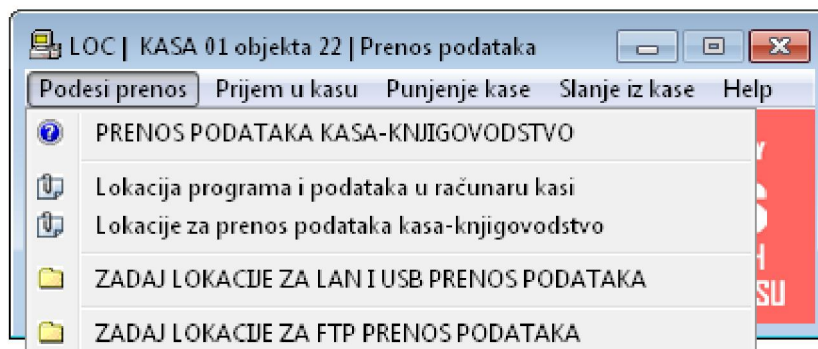 LOC | KASA 01 objekta 22 | Prenos podataka
Podesi prenos Prijem u kasu Punjenje kase Slanje iz kase Help
PRENOS PODATAKA KASA-KNJIGOVODSTVO
Lokacija programa i podataka u računaru kasi
Lokacije za prenos podataka kasa-knjigovodstvo
ZADAJ LOKACIJE ZA LAN I USB PRENOS PODATAKA
ZADAJ LOKACIJE ZA FTP PRENOS PODATAKA